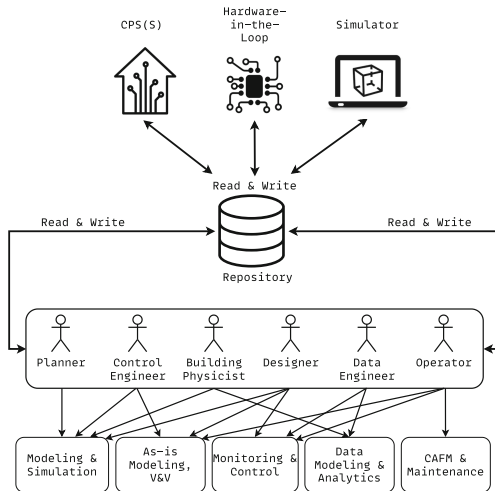 CPS(S)
Hardware-
in-the-
Loop
Simulator
Read & Write
Read & Write
Read & Write
Repository
Planner
Control
Engineer
Building
Physicist
Designer
Data
Engineer
Operator
Modeling &
Simulation
As-is
Modeling,
V&V
Monitoring &
Control
Data
Modeling &
Analytics
CAFM &
Maintenance